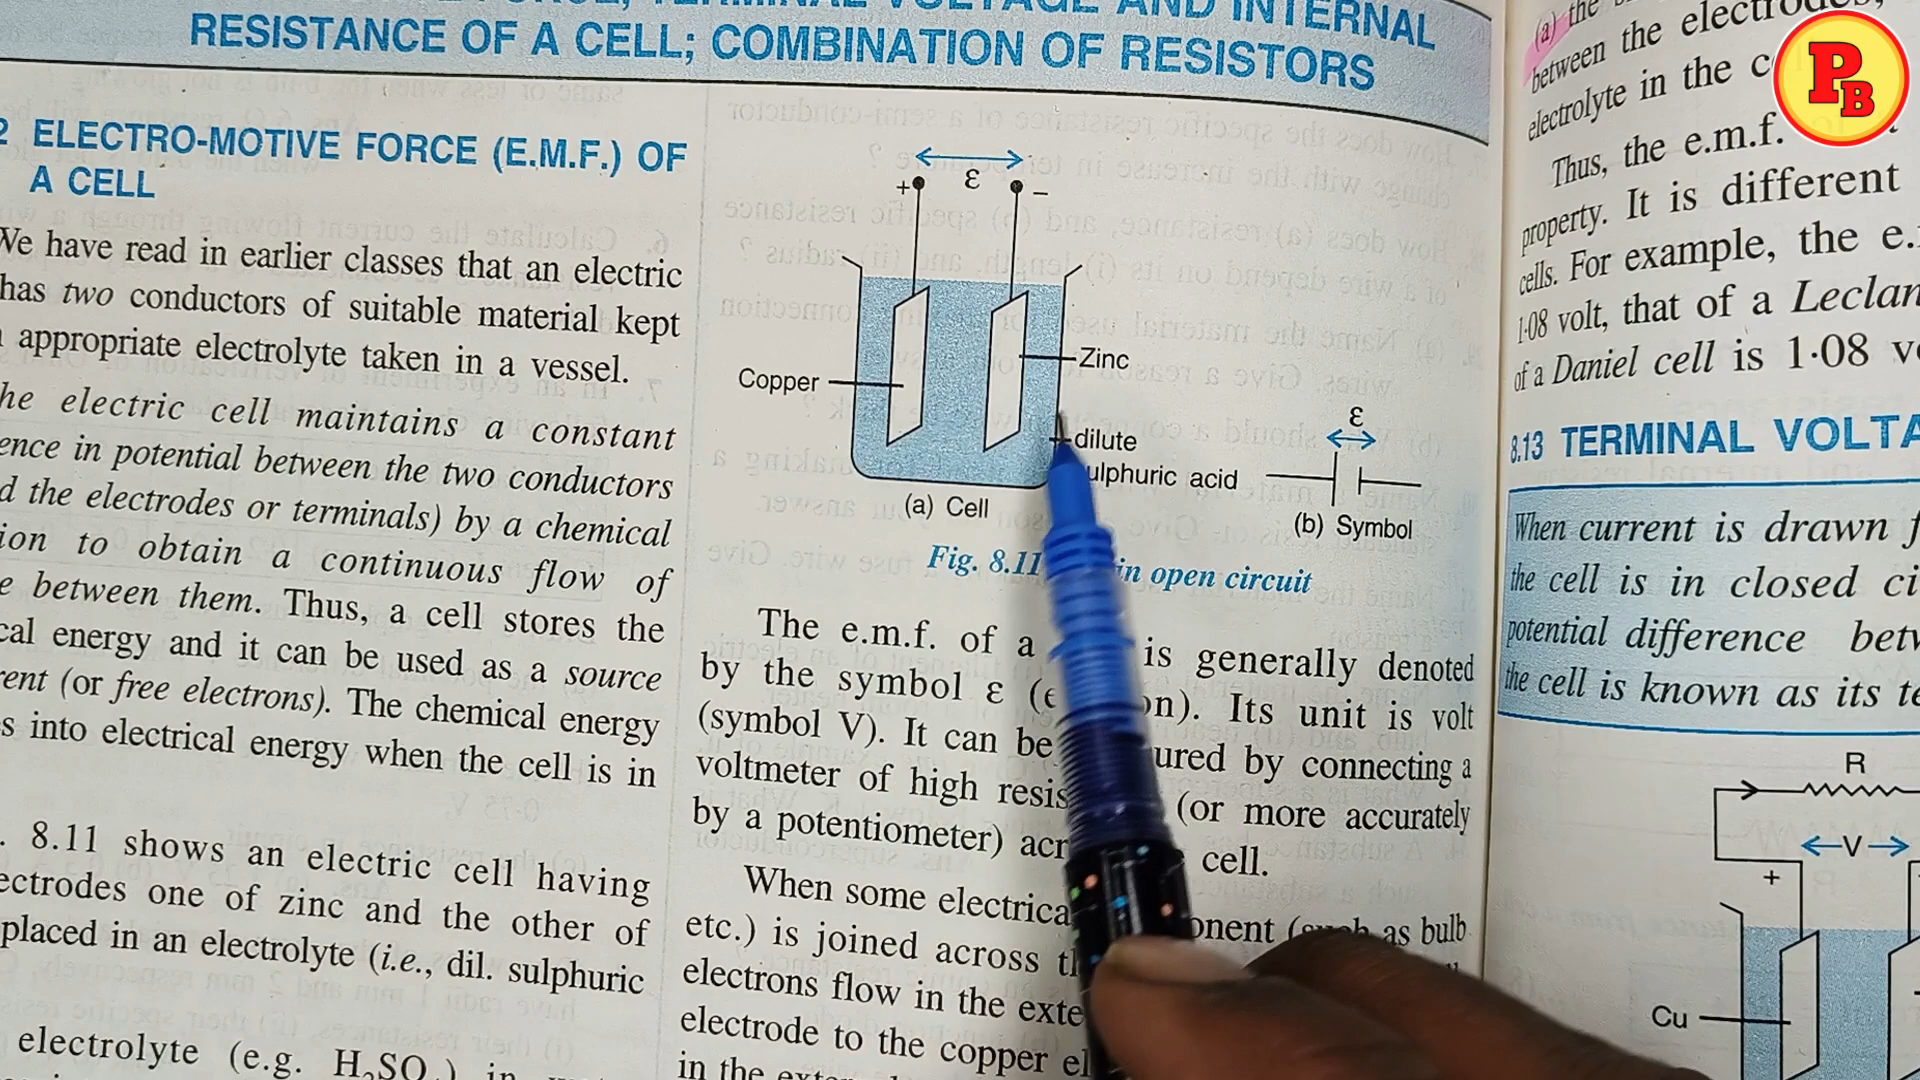 RESISTANCE OF A CELL; COMBINATION OF RESISTORS
2 ELECTRO-MOTIVE FORCE (E.M.F.) OF
A CELL
We have read in earlier classes that an electric
has two conductors of suitable material kept
appropriate electrolyte taken in a vessel.
he electric cell maintains a constant
ence in potential between the two conductors
d the electrodes or terminals) by a chemical
ion to obtain a continuous flow of
e between them. Thus, a cell stores the
cal energy and it can be used as a source
rent (or free electrons). The chemical energy
s into electrical energy when the cell is in
. 8.11 shows an electric cell having
ectrodes one of zinc and the other of
placed in an electrolyte (i.e., dil. sulphuric
electrolyte (e.g. H₂SO
+ ε −
Copper
Zinc
dilute
ulphuric acid
(a) Cell
ε
(b) Symbol
Fig. 8.11 in open circuit
The e.m.f. of a is generally denoted
by the symbol ε (e on). Its unit is volt
(symbol V). It can be ured by connecting a
voltmeter of high resis (or more accurately
by a potentiometer) acr cell.
When some electrica onent (such as bulb
etc.) is joined across
electrons flow in the exte
electrode to the copper el
in the
(a) the
between the electrodes,
electrolyte in the c
Thus, the e.m.f.
property. It is different
cells. For example, the e.
1·08 volt, that of a Leclan
of a Daniel cell is 1·08 v
8.13 TERMINAL VOLTA
When current is drawn f
the cell is in closed ci
potential difference betw
the cell is known as its te
R
V
+
Cu
PB